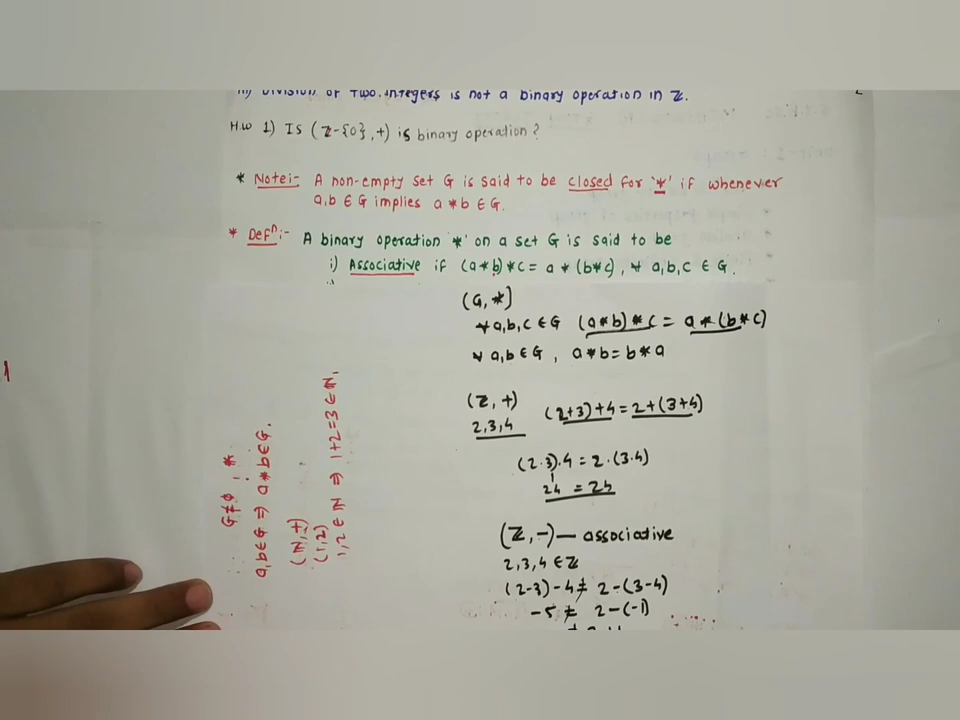 iii) Division of Two integers is not a binary operation in Z.
H.W 1) Is (Z-{0}, +) is binary operation?
* Note:- A non-empty set G is said to be closed for '*' if whenever
a,b ∈ G implies a * b ∈ G.
* Defⁿ:- A binary operation '*' on a set G is said to be
i) Associative if (a*b)*c = a*(b*c), ∀ a,b,c ∈ G.
(G, *]
∀ a,b,c ∈ G (a*b)*c = a*(b*c)
∀ a,b ∈ G, a*b = b*a
(Z, +)
2,3,4
(2+3)+4 = 2+(3+4)
(2·3)·4 = 2·(3·4)
24 = 24
(Z, -) — associative
2,3,4 ∈ Z
(2-3)-4 ≠ 2-(3-4)
-5 ≠ 2-(-1)
G ≠ φ, *
a,b ∈ G ⇒ a*b ∈ G.
(N, +)
(1,2)
1,2 ∈ N ⇒ 1+2=3 ∈ N,
1